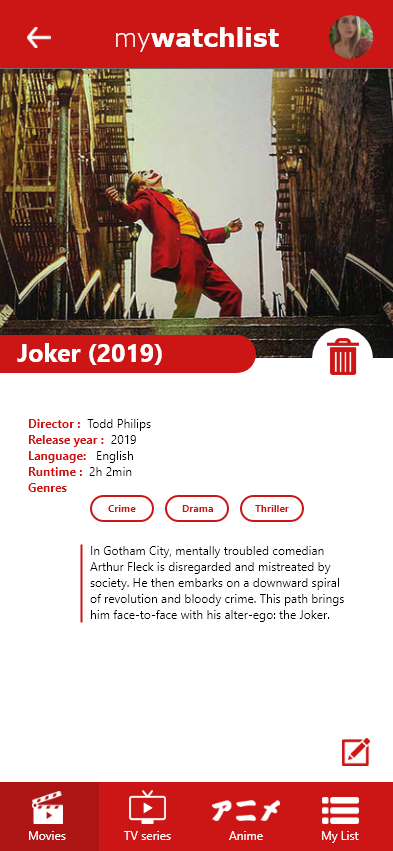 mywatchlist
Joker (2019)
Director : Todd Philips
Release year : 2019
Language: English
Runtime : 2h 2min
Genres
Crime Drama Thriller
In Gotham City, mentally troubled comedian
Arthur Fleck is disregarded and mistreated by
society. He then embarks on a downward spiral
of revolution and bloody crime. This path brings
him face-to-face with his alter-ego: the Joker.
アニメ
Movies TV series Anime My List